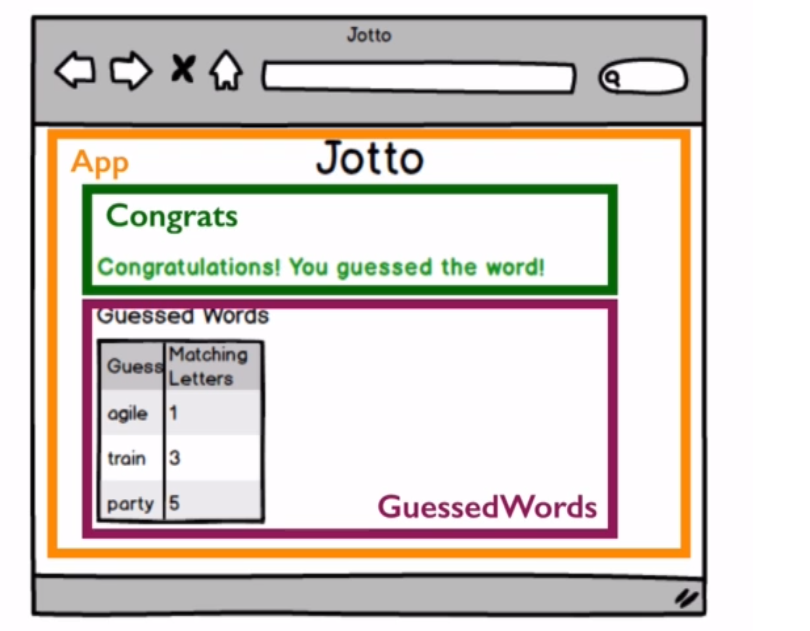 Jotto
App
Jotto
Congrats
Congratulations! You guessed the word!
Guessed Words
Guess Matching Letters
agile 1
train 3
party 5
GuessedWords